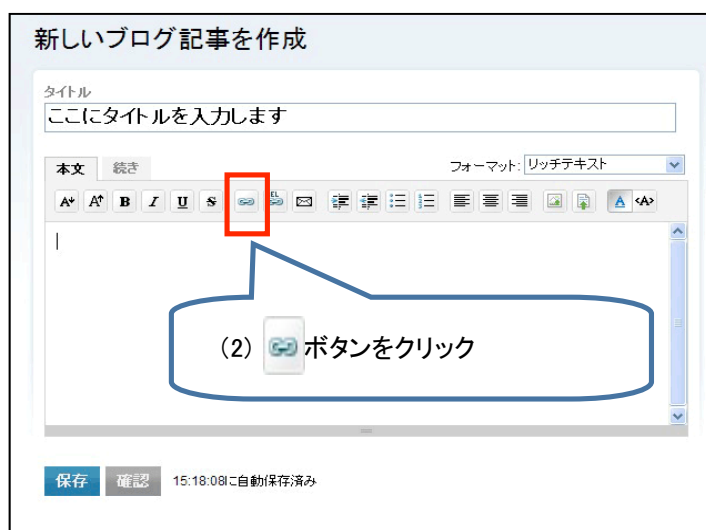 新しいブログ記事を作成
タイトル
ここにタイトルを入力します
本文 続き フォーマット: リッチテキスト
A A B I U S EL A <A>
(2) ボタンをクリック
保存 確認 15:18:08に自動保存済み